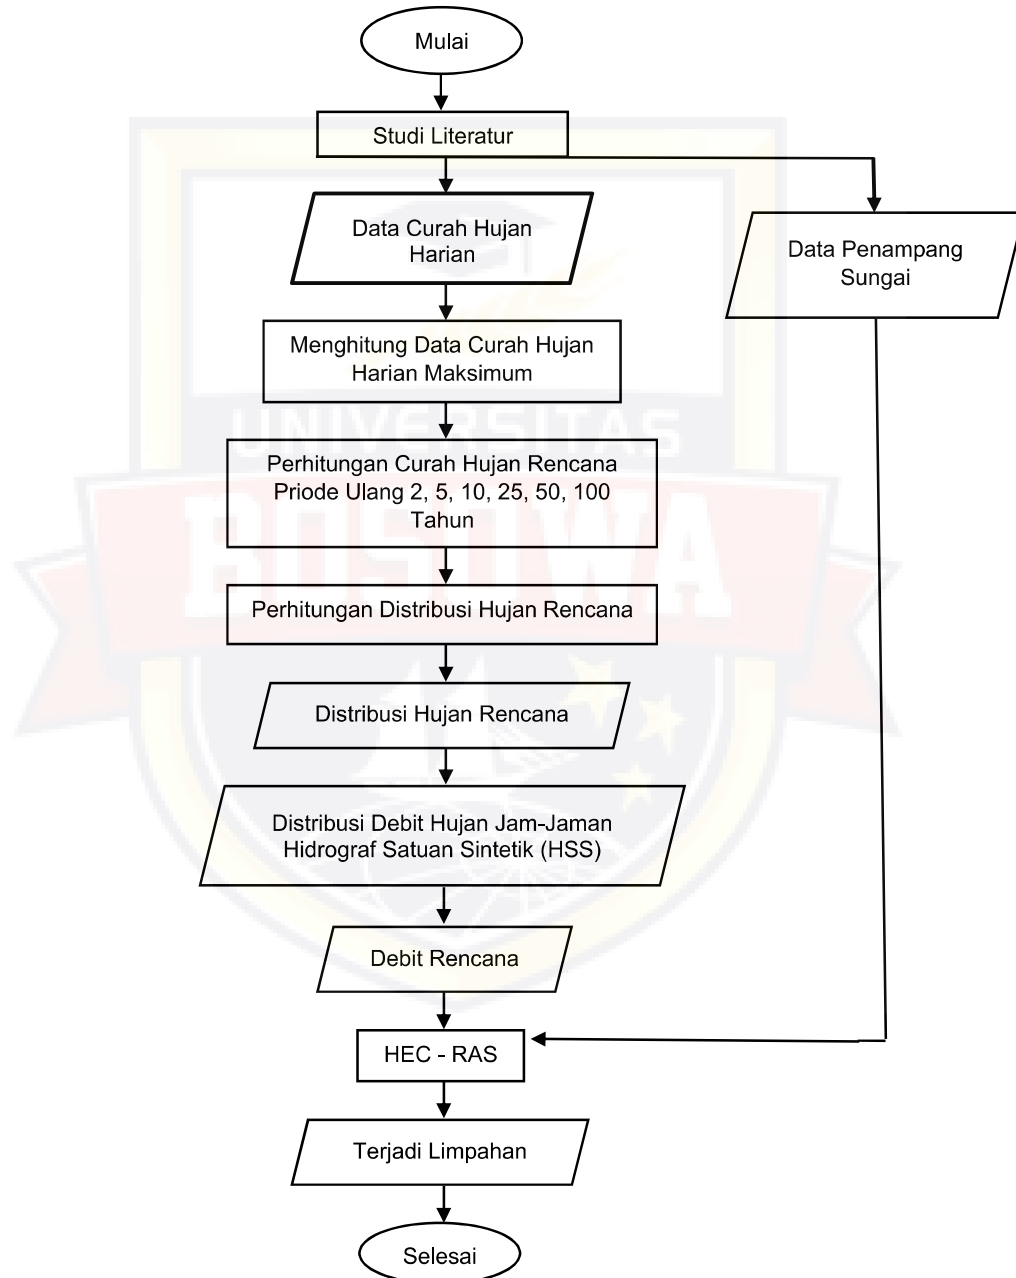 Mulai
Studi Literatur
Data Curah Hujan
Harian
Data Penampang
Sungai
Menghitung Data Curah Hujan
Harian Maksimum
UNIVERSITAS
Perhitungan Curah Hujan Rencana
Priode Ulang 2, 5, 10, 25, 50, 100
Tahun
BOSOWA
Perhitungan Distribusi Hujan Rencana
Distribusi Hujan Rencana
Distribusi Debit Hujan Jam-Jaman
Hidrograf Satuan Sintetik (HSS)
Debit Rencana
HEC - RAS
Terjadi Limpahan
Selesai